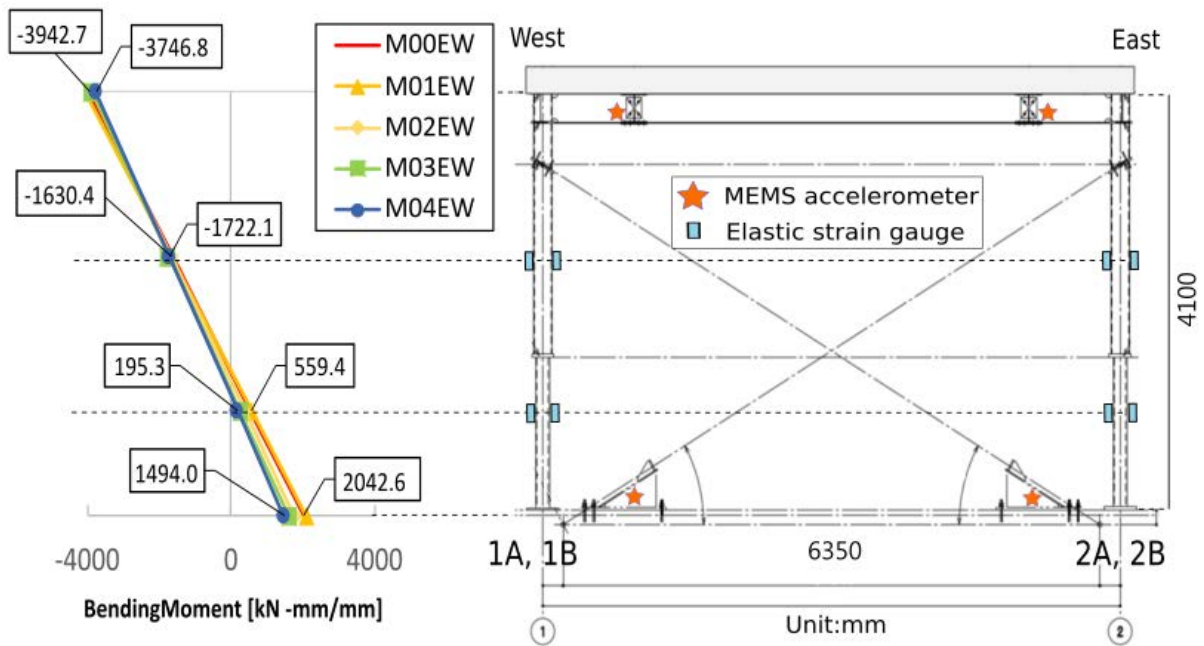 -3942.7
-3746.8
-1630.4
-1722.1
195.3
559.4
1494.0
2042.6
-4000
0
4000
BendingMoment [kN -mm/mm]
M00EW
M01EW
M02EW
M03EW
M04EW
West
East
MEMS accelerometer
Elastic strain gauge
4100
1A, 1B
6350
2A, 2B
Unit:mm
1
2